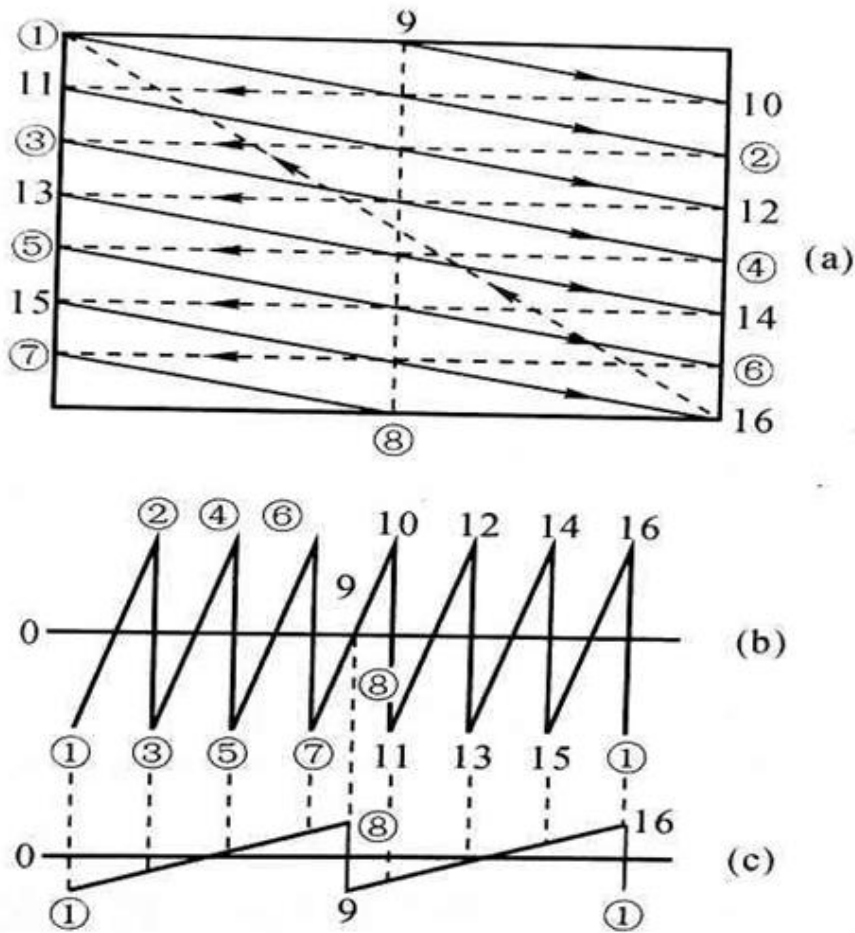 9
①
11 10
③ ②
13 12
⑤ ④ (a)
15 14
⑦ ⑥
⑧ 16
② ④ ⑥ 10 12 14 16
9
0 (b)
⑧
① ③ ⑤ ⑦ 11 13 15 ①
⑧ 16
0 (c)
① 9 ①